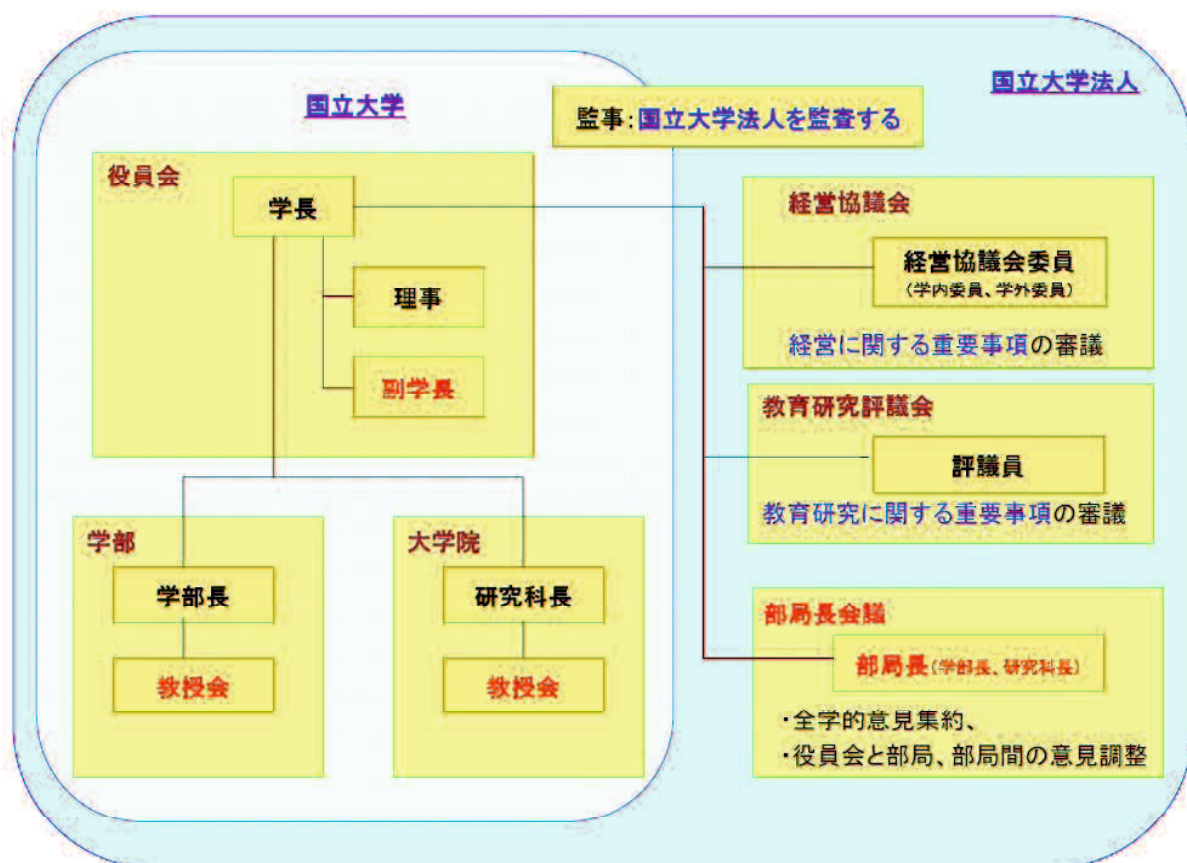 国立大学法人
国立大学
監事:国立大学法人を監査する
役員会
学長
理事
副学長
学部
学部長
教授会
大学院
研究科長
教授会
経営協議会
経営協議会委員
(学内委員、学外委員)
経営に関する重要事項の審議
教育研究評議会
評議員
教育研究に関する重要事項の審議
部局長会議
部局長(学部長、研究科長)
・全学的意見集約、
・役員会と部局、部局間の意見調整